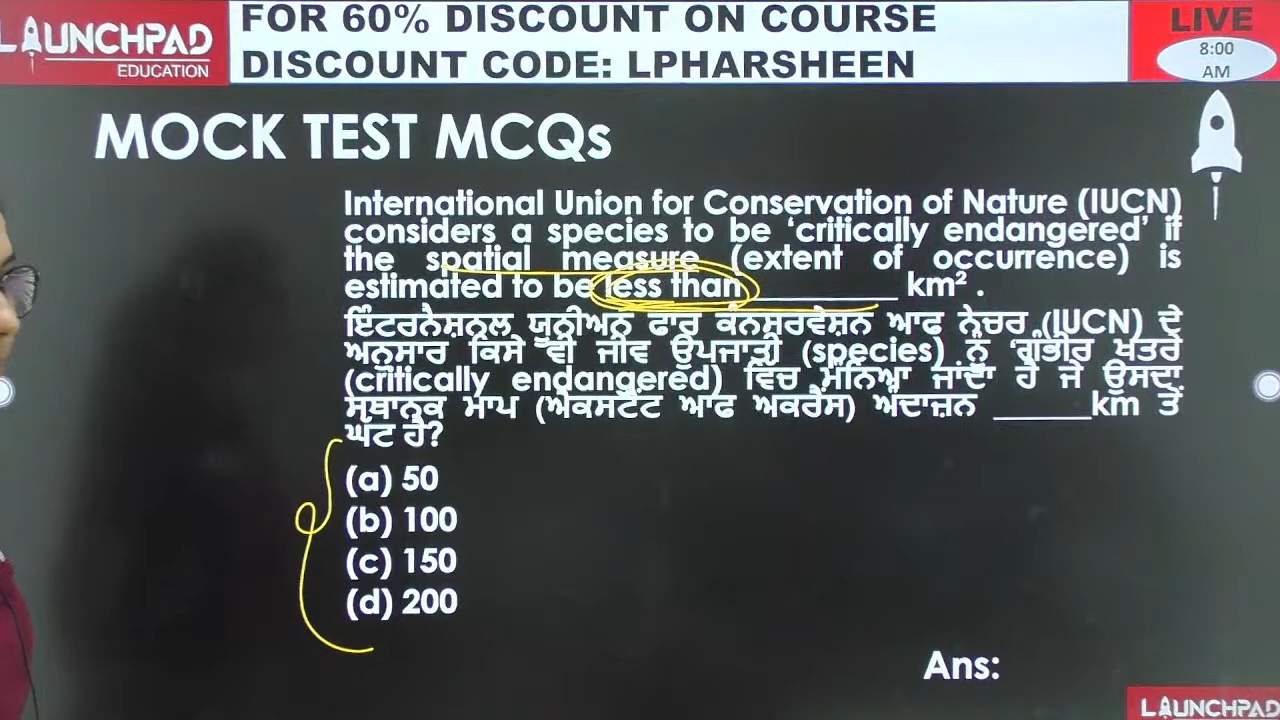 LAUNCHPAD
EDUCATION
FOR 60% DISCOUNT ON COURSE
DISCOUNT CODE: LPHARSHEEN
LIVE
8:00
AM
MOCK TEST MCQs
International Union for Conservation of Nature (IUCN)
considers a species to be ‘critically endangered’ if
the spatial measure (extent of occurrence) is
estimated to be less than _________ km² .
ਇੰਟਰਨੈਸ਼ਨਲ ਯੂਨੀਅਨ ਫਾਰ ਕੰਨਸਰਵੇਸ਼ਨ ਆਫ ਨੇਚਰ (IUCN) ਦੇ
ਅਨੁਸਾਰ ਕਿਸੇ ਵੀ ਜੀਵ ਉਪਜਾਤੀ (species) ਨੂੰ ‘ਗੰਭੀਰ ਖਤਰੇ
(critically endangered) ਵਿੱਚ ਮੰਨਿਆ ਜਾਂਦਾ ਹੈ ਜੇ ਉਸਦਾ
ਸਥਾਨਕ ਮਾਪ (ਐਕਸਟੈਂਟ ਆਫ ਅਕਰੈਂਸ) ਅੰਦਾਜ਼ਨ ______km ਤੋਂ
ਘੱਟ ਹੈ?
(a) 50
(b) 100
(c) 150
(d) 200
Ans:
LAUNCHPAD